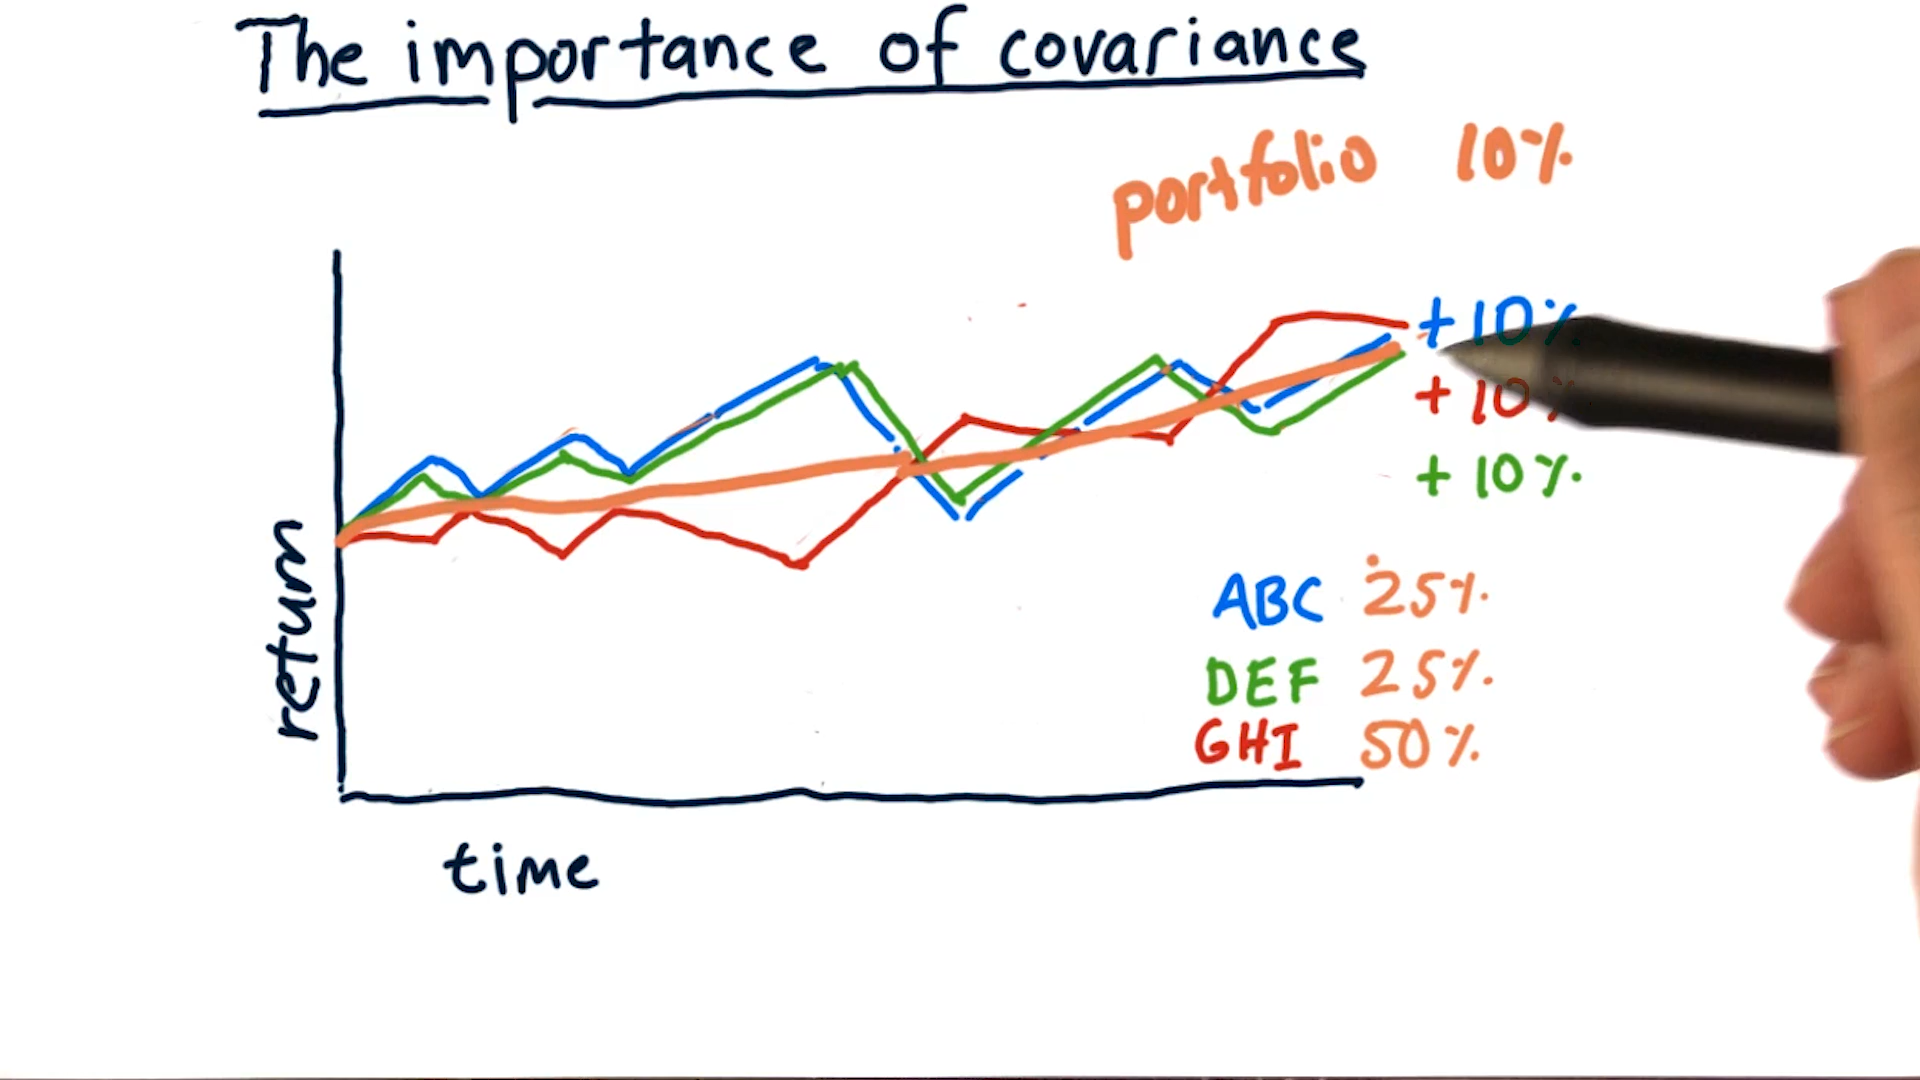 The importance of covariance
portfolio 10%
+10%
+10%
+10%
return
ABC 25%
DEF 25%
GHI 50%
time